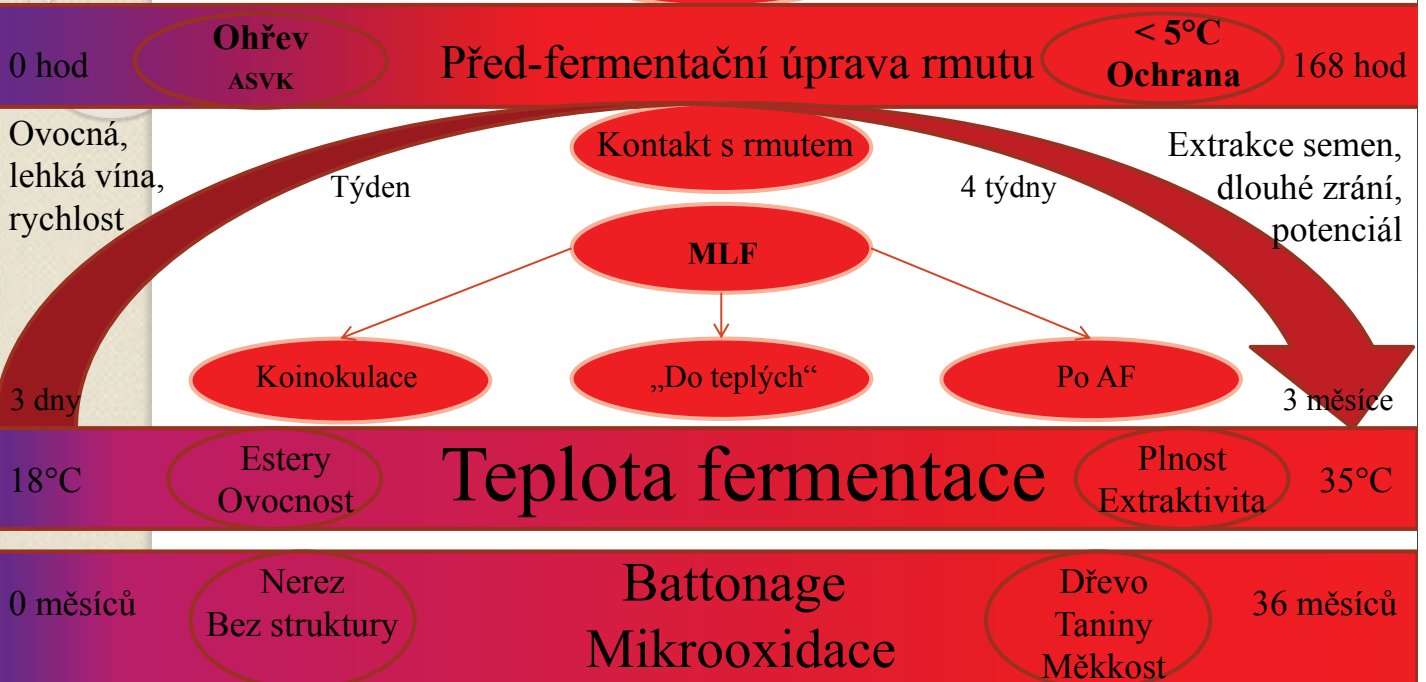 0 hod
Ohřev
ASVK
Před-fermentační úprava rmutu
< 5°C
Ochrana
168 hod
Ovocná,
lehká vína,
rychlost
Týden
Kontakt s rmutem
4 týdny
Extrakce semen,
dlouhé zrání,
potenciál
MLF
Koinokulace
„Do teplých“
Po AF
3 dny
3 měsíce
18°C
Estery
Ovocnost
Teplota fermentace
Plnost
Extraktivita
35°C
0 měsíců
Nerez
Bez struktury
Battonage
Mikrooxidace
Dřevo
Taniny
Měkkost
36 měsíců